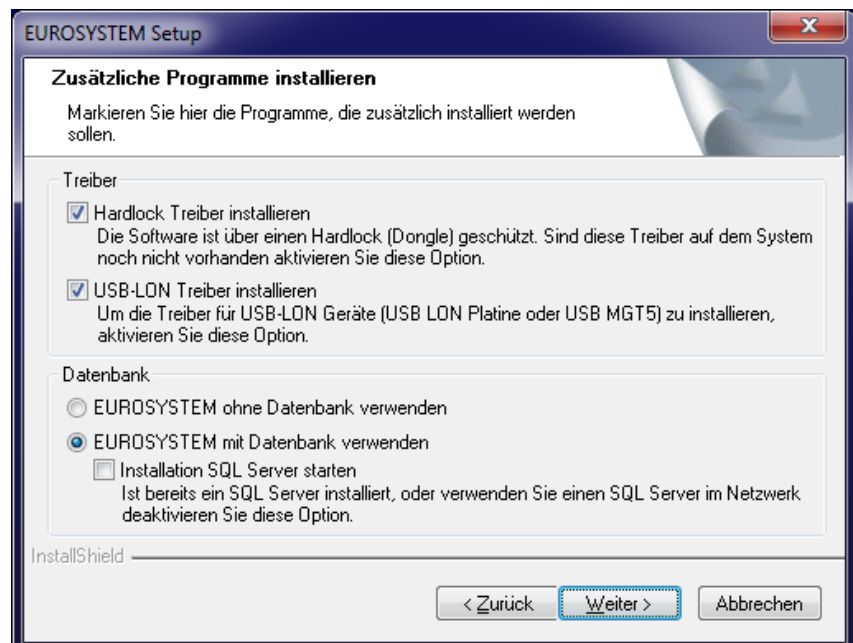 EUROSYSTEM Setup
Zusätzliche Programme installieren
Markieren Sie hier die Programme, die zusätzlich installiert werden
sollen.
Treiber
Hardlock Treiber installieren
Die Software ist über einen Hardlock (Dongle) geschützt. Sind diese Treiber auf dem System
noch nicht vorhanden aktivieren Sie diese Option.
USB-LON Treiber installieren
Um die Treiber für USB-LON Geräte (USB LON Platine oder USB MGT5) zu installieren,
aktivieren Sie diese Option.
Datenbank
EUROSYSTEM ohne Datenbank verwenden
EUROSYSTEM mit Datenbank verwenden
Installation SQL Server starten
Ist bereits ein SQL Server installiert, oder verwenden Sie einen SQL Server im Netzwerk
deaktivieren Sie diese Option.
InstallShield
< Zurück Weiter > Abbrechen